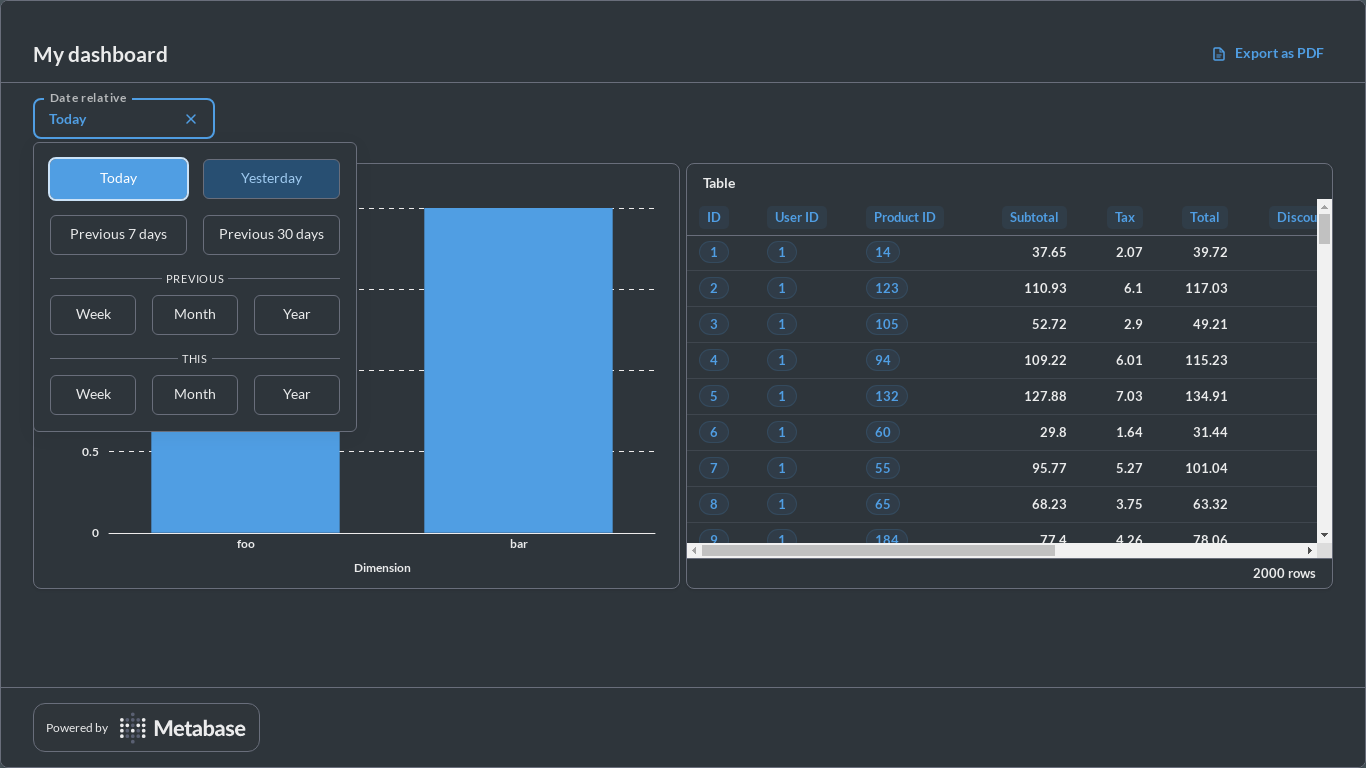 My dashboard
Export as PDF
Date relative
Today
Today Yesterday
Previous 7 days Previous 30 days
PREVIOUS
Week Month Year
THIS
Week Month Year
0.5
0
foo bar
Dimension
Table
ID User ID Product ID Subtotal Tax Total Discou
1 1 14 37.65 2.07 39.72
2 1 123 110.93 6.1 117.03
3 1 105 52.72 2.9 49.21
4 1 94 109.22 6.01 115.23
5 1 132 127.88 7.03 134.91
6 1 60 29.8 1.64 31.44
7 1 55 95.77 5.27 101.04
8 1 65 68.23 3.75 63.32
9 1 184 77.4 4.26 78.06
2000 rows
Powered by Metabase